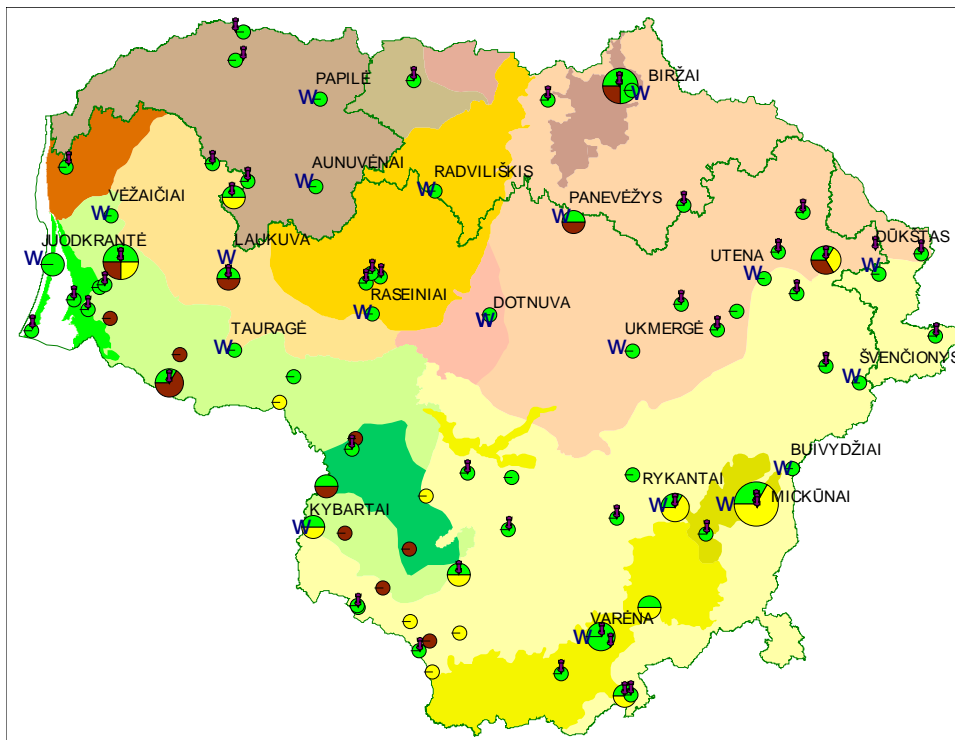 BIRŽAI
W
PAPILĖ
W
AUNUVĖNAI
W
RADVILIŠKIS
W
VĖŽAIČIAI
W
PANEVĖŽYS
W
JUODKRANTĖ
W
LAUKUVA
W
DŪKŠTAS
W
UTENA
W
RASEINIAI
W
DOTNUVA
W
TAURAGĖ
W
UKMERGĖ
W
ŠVENČIONYS
W
BUIVYDŽIAI
W
RYKANTAI
W
MICKŪNAI
W
KYBARTAI
W
VARĖNA
W